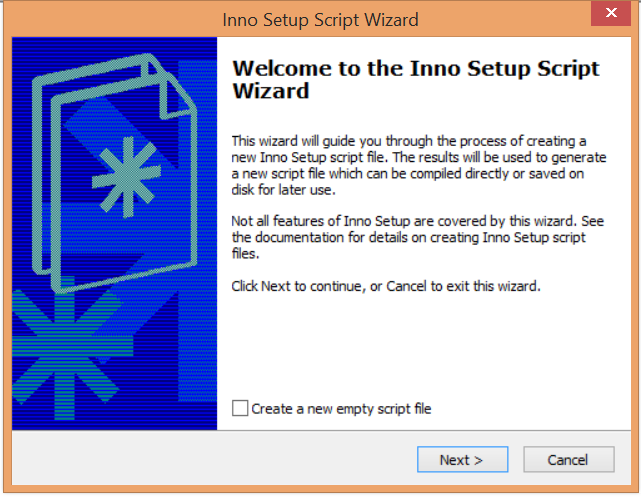 Inno Setup Script Wizard
Welcome to the Inno Setup Script
Wizard
This wizard will guide you through the process of creating a
new Inno Setup script file. The results will be used to generate
a new script file which can be compiled directly or saved on
disk for later use.
Not all features of Inno Setup are covered by this wizard. See
the documentation for details on creating Inno Setup script
files.
Click Next to continue, or Cancel to exit this wizard.
Create a new empty script file
Next >
Cancel